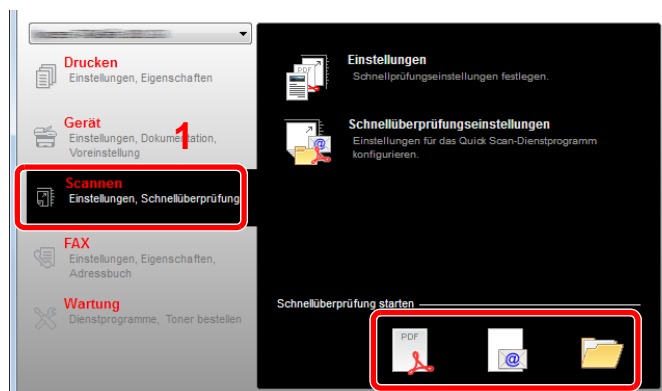 Drucken
Einstellungen, Eigenschaften
Gerät
Einstellungen, Dokumentation,
Voreinstellung
1
Scannen
Einstellungen, Schnellüberprüfung
FAX
Einstellungen, Eigenschaften,
Adressbuch
Wartung
Dienstprogramme, Toner bestellen
PDF
Einstellungen
Schnellprüfungseinstellungen festlegen.
@
Schnellüberprüfungseinstellungen
Einstellungen für das Quick Scan-Dienstprogramm
konfigurieren.
Schnellüberprüfung starten
PDF
@